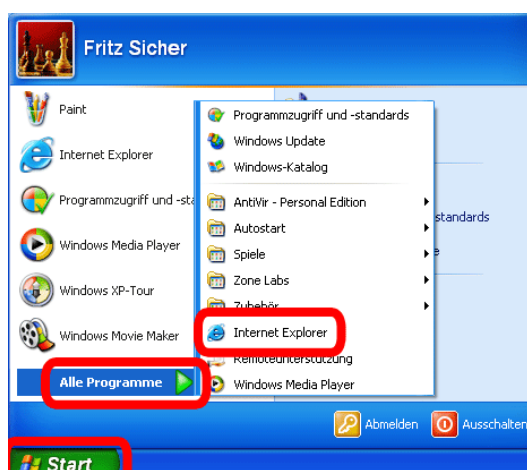 Fritz Sicher
Paint
Internet Explorer
Programmzugriff und -sta
Windows Media Player
Windows XP-Tour
Windows Movie Maker
Alle Programme
Programmzugriff und -standards
Windows Update
Windows-Katalog
AntiVir - Personal Edition
Autostart
Spiele
Zone Labs
Zubehör
Internet Explorer
Remoteunterstützung
Windows Media Player
standards
Abmelden
Ausschalten
Start